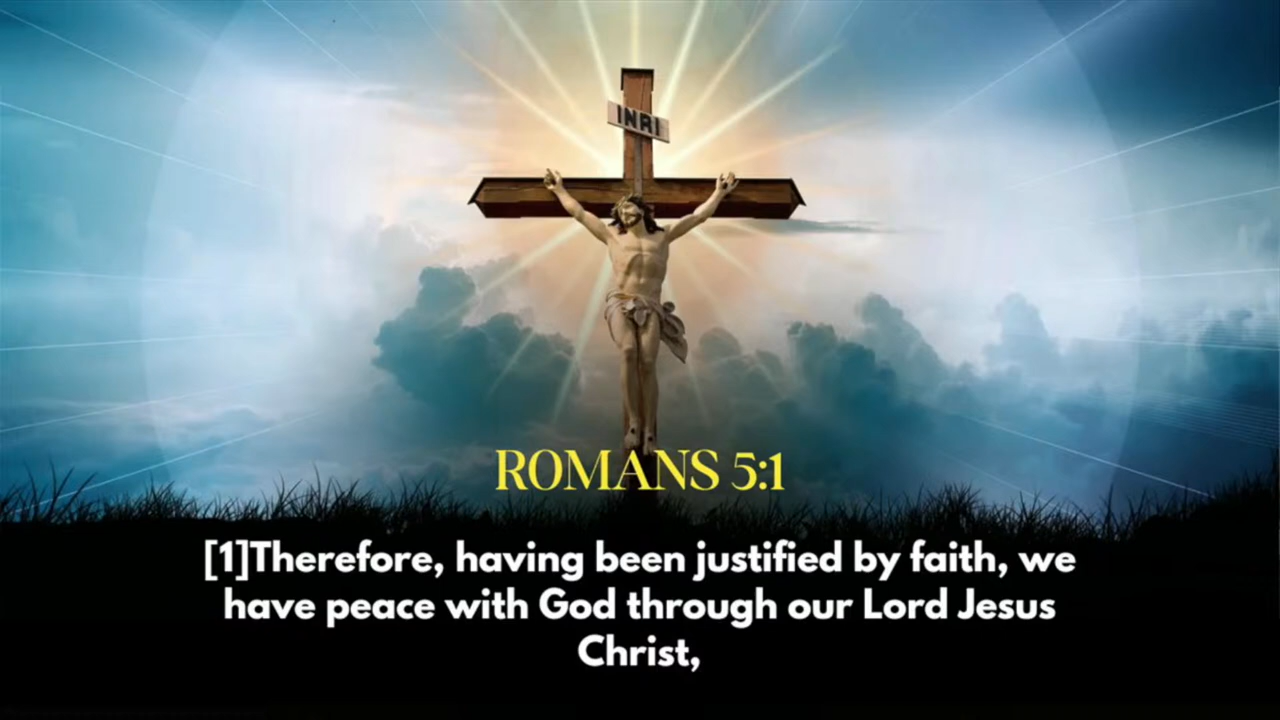 INRI
ROMANS 5:1
[1]Therefore, having been justified by faith, we
have peace with God through our Lord Jesus
Christ,